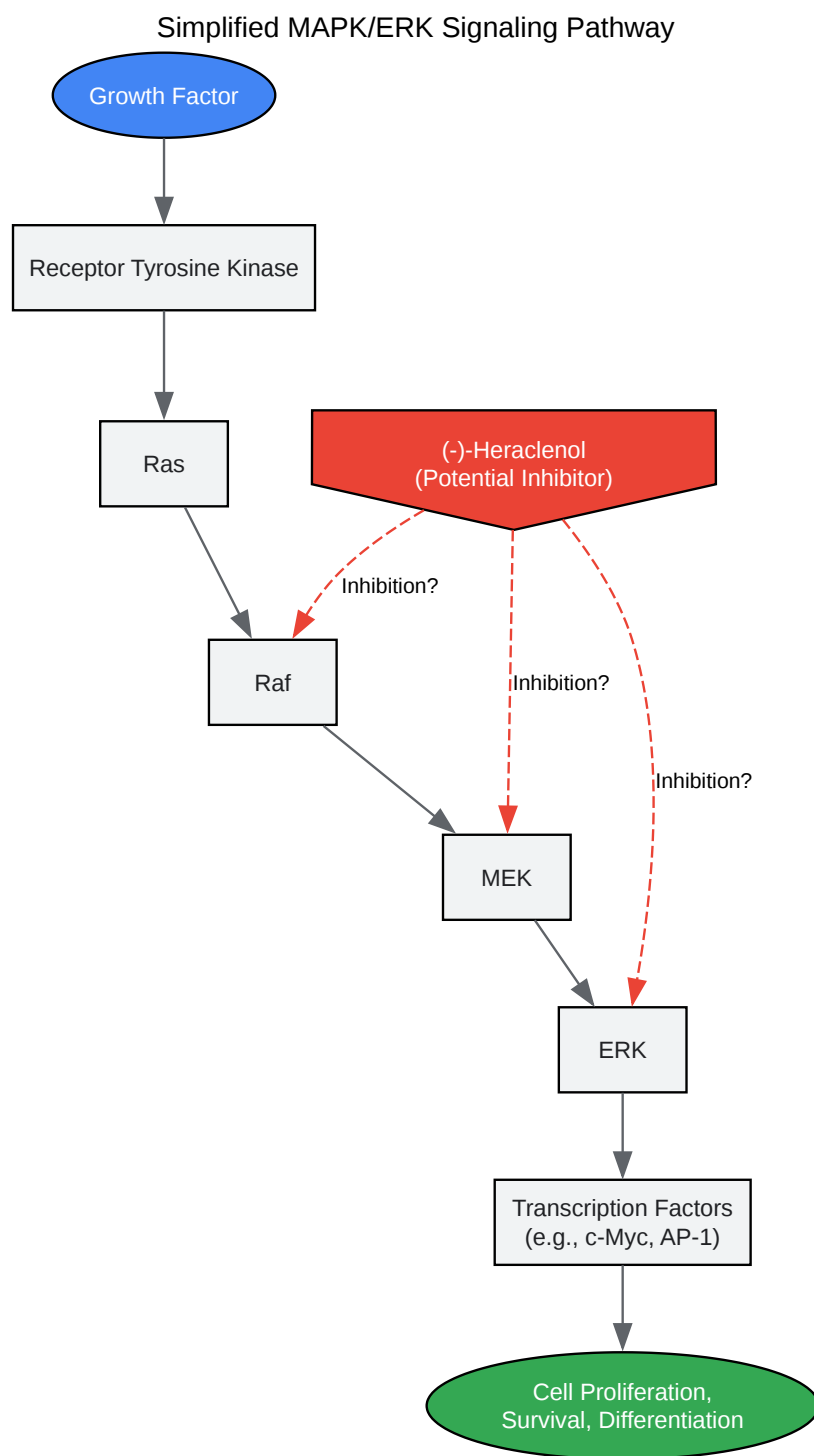 Simplified MAPK/ERK Signaling Pathway
Growth Factor
Receptor Tyrosine Kinase
Ras
(-)-Heraclenol
(Potential Inhibitor)
Inhibition?
Raf
Inhibition?
Inhibition?
MEK
ERK
Transcription Factors
(e.g., c-Myc, AP-1)
Cell Proliferation,
Survival, Differentiation